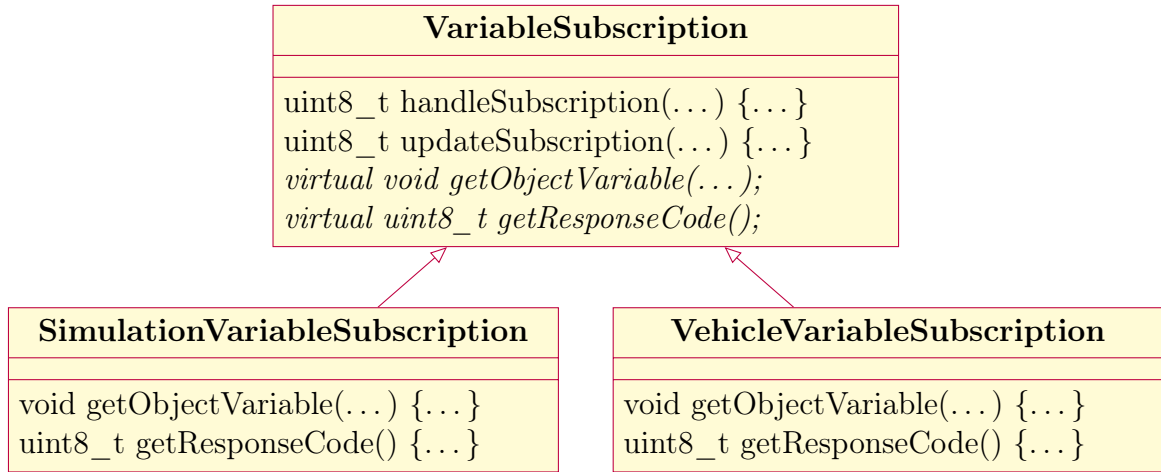 VariableSubscription
uint8_t handleSubscription(...) {...}
uint8_t updateSubscription(...) {...}
virtual void getObjectVariable(...);
virtual uint8_t getResponseCode();
SimulationVariableSubscription
void getObjectVariable(...) {...}
uint8_t getResponseCode() {...}
VehicleVariableSubscription
void getObjectVariable(...) {...}
uint8_t getResponseCode() {...}